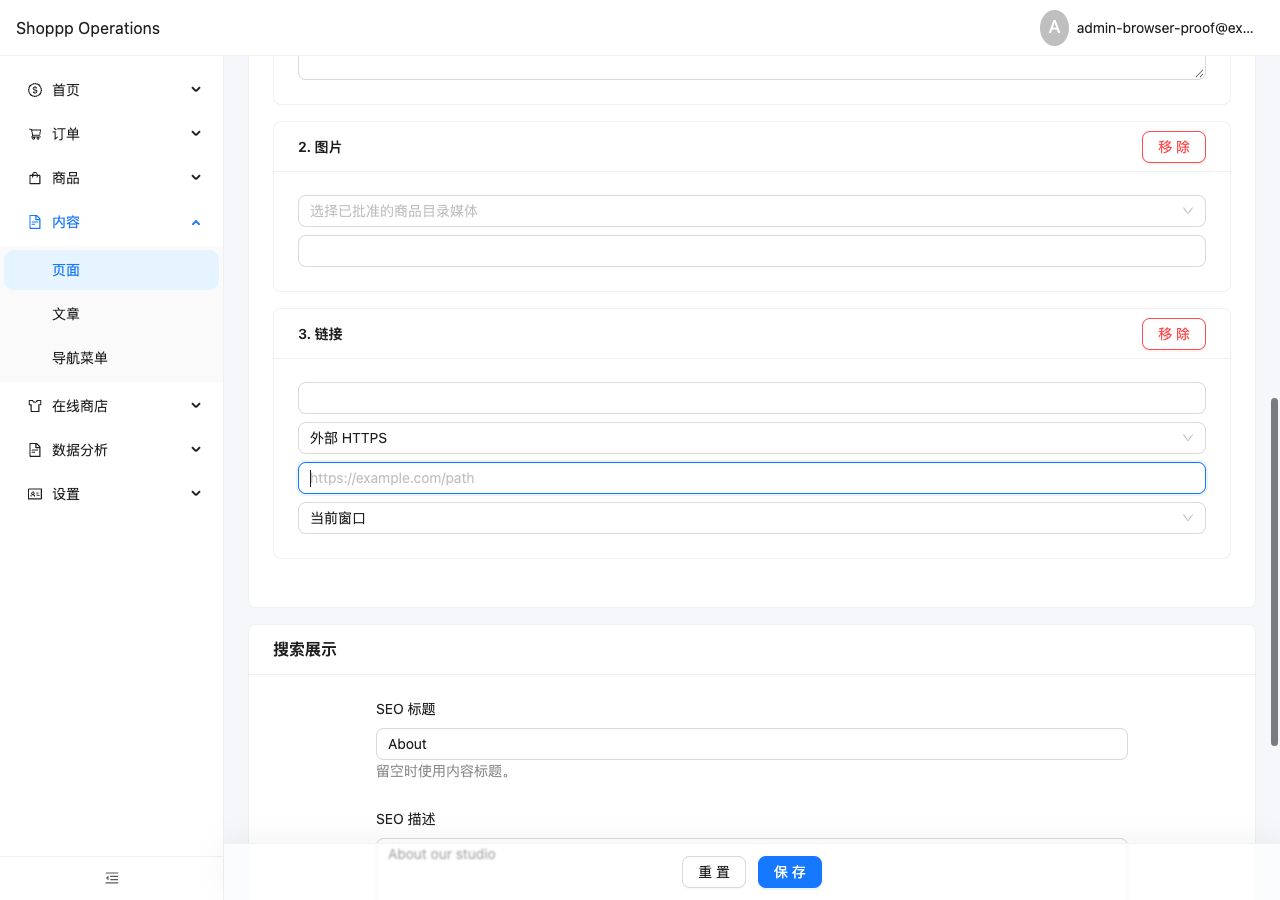 Shoppp Operations
A
admin-browser-proof@ex...
首页
订单
商品
内容
页面
文章
导航菜单
在线商店
数据分析
设置
2. 图片
移 除
选择已批准的商品目录媒体
3. 链接
移 除
外部 HTTPS
https://example.com/path
当前窗口
搜索展示
SEO 标题
About
留空时使用内容标题。
SEO 描述
About our studio
重 置
保 存